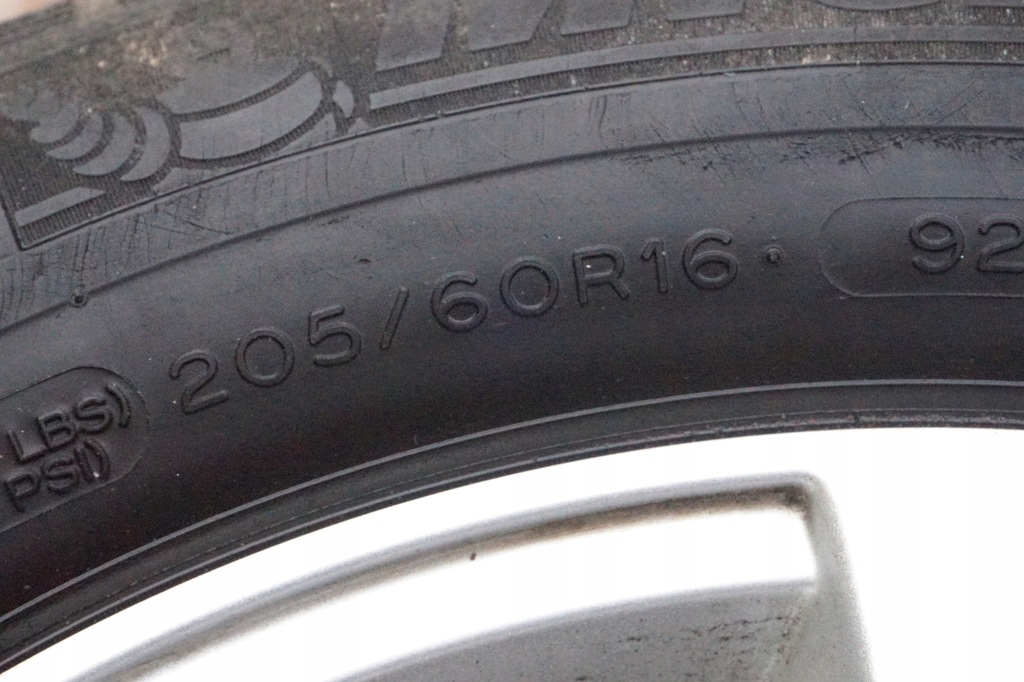 205/60R16
92
LBS)
PSI)